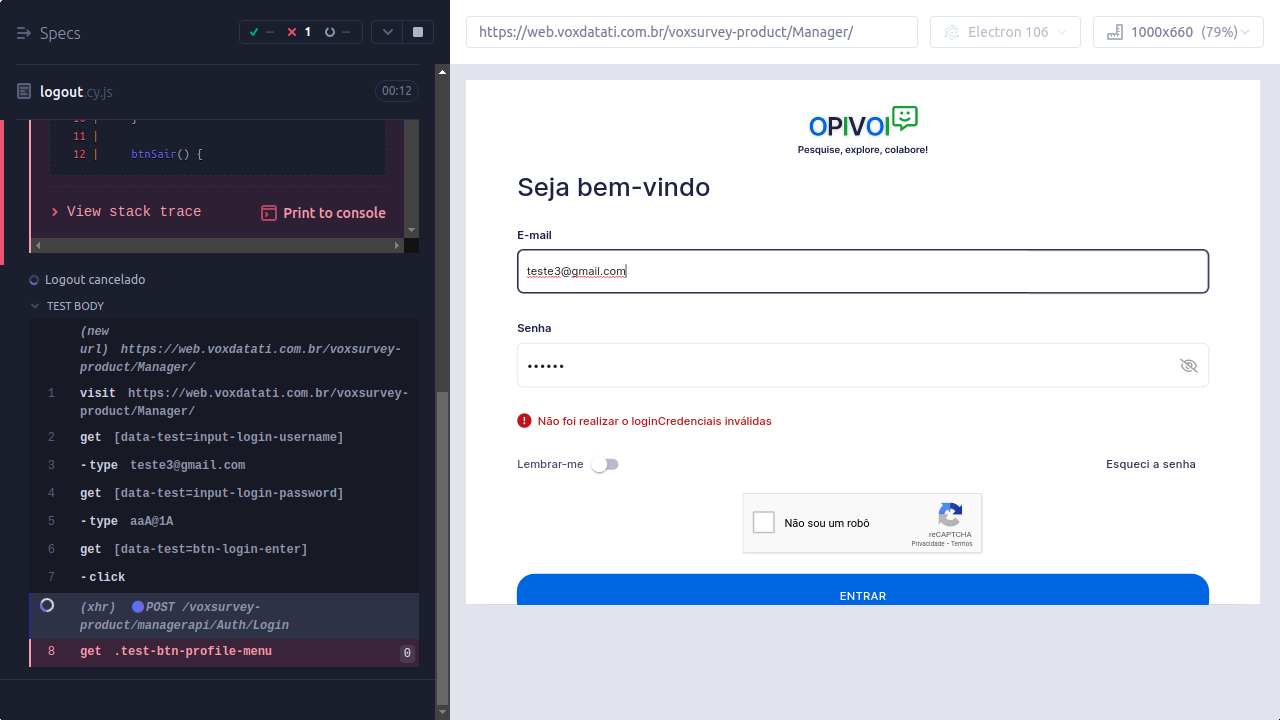 Specs
-- 1 --
https://web.voxdatati.com.br/voxsurvey-product/Manager/
Electron 106
1000x660 (79%)
logout.cy.js
00:12
10 | }
11 |
12 | btnSair() {
View stack trace
Print to console
Logout cancelado
TEST BODY
(new
url) https://web.voxdatati.com.br/voxsurvey-
product/Manager/
1 visit https://web.voxdatati.com.br/voxsurvey-
product/Manager/
2 get [data-test=input-login-username]
3 -type teste3@gmail.com
4 get [data-test=input-login-password]
5 -type aaA@1A
6 get [data-test=btn-login-enter]
7 -click
(xhr) POST /voxsurvey-
product/managerapi/Auth/Login
8 get .test-btn-profile-menu 0
OPIVOI
Pesquise, explore, colabore!
Seja bem-vindo
E-mail
teste3@gmail.com
Senha
••••••
Não foi realizar o loginCredenciais inválidas
Lembrar-me
Esqueci a senha
Não sou um robô
reCAPTCHA
Privacidade - Termos
ENTRAR